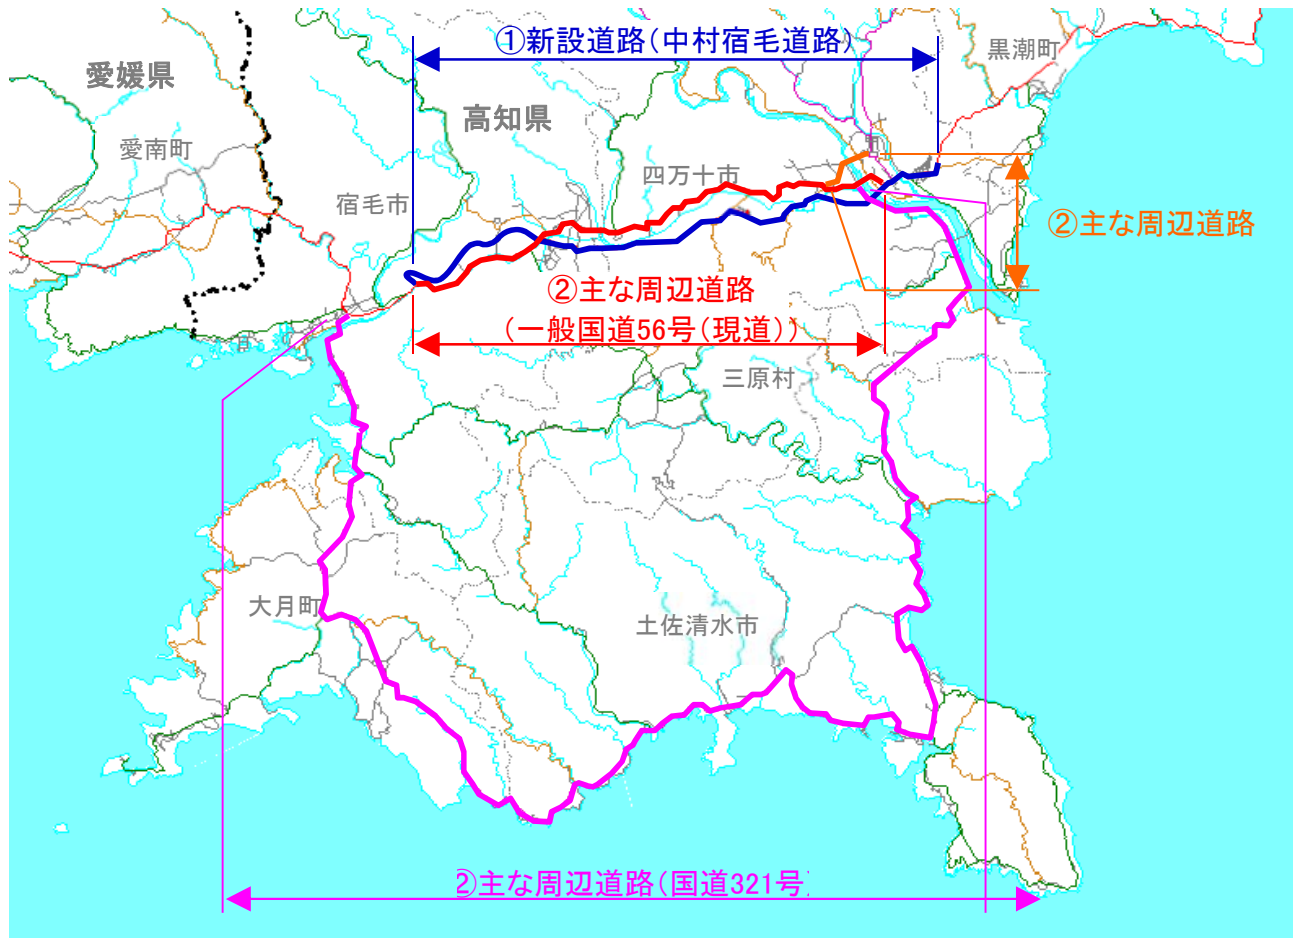 ①新設道路(中村宿毛道路)
黒潮町
愛媛県
高知県
愛南町
四万十市
宿毛市
②主な周辺道路
②主な周辺道路
(一般国道56号(現道))
三原村
大月町
土佐清水市
②主な周辺道路(国道321号)